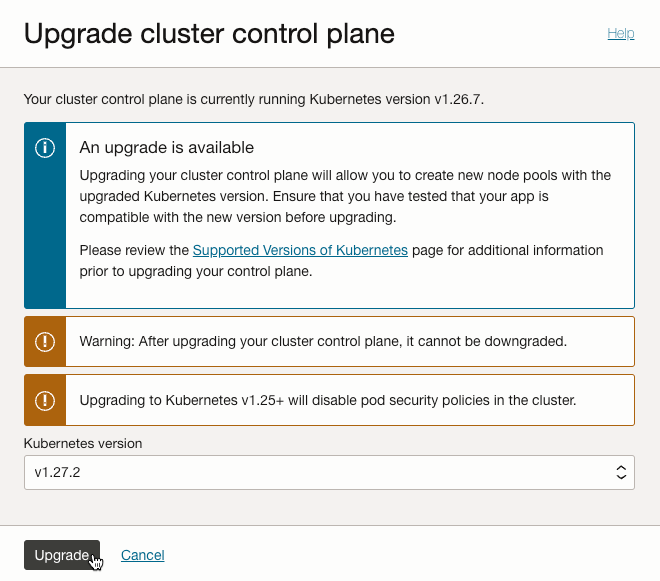 Upgrade cluster control plane
Help
Your cluster control plane is currently running Kubernetes version v1.26.7.
An upgrade is available
Upgrading your cluster control plane will allow you to create new node pools with the
upgraded Kubernetes version. Ensure that you have tested that your app is
compatible with the new version before upgrading.
Please review the Supported Versions of Kubernetes page for additional information
prior to upgrading your control plane.
Warning: After upgrading your cluster control plane, it cannot be downgraded.
Upgrading to Kubernetes v1.25+ will disable pod security policies in the cluster.
Kubernetes version
v1.27.2
Upgrade
Cancel